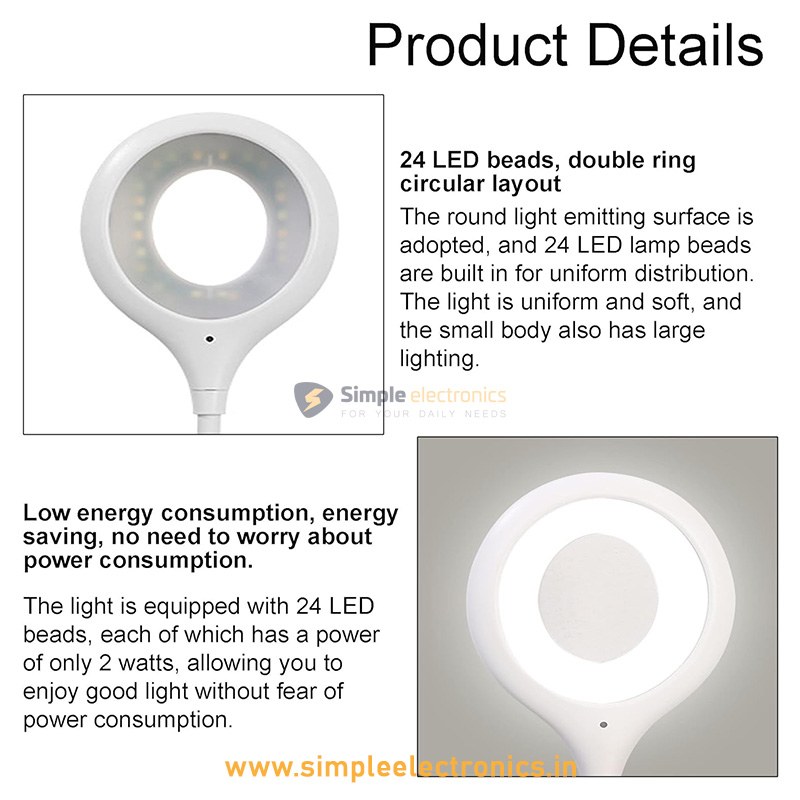 Product Details
24 LED beads, double ring
circular layout
The round light emitting surface is
adopted, and 24 LED lamp beads
are built in for uniform distribution.
The light is uniform and soft, and
the small body also has large
lighting.
Simple electronics
FOR YOUR DAILY NEEDS
Low energy consumption, energy
saving, no need to worry about
power consumption.
The light is equipped with 24 LED
beads, each of which has a power
of only 2 watts, allowing you to
enjoy good light without fear of
power consumption.
www.simpleelectronics.in